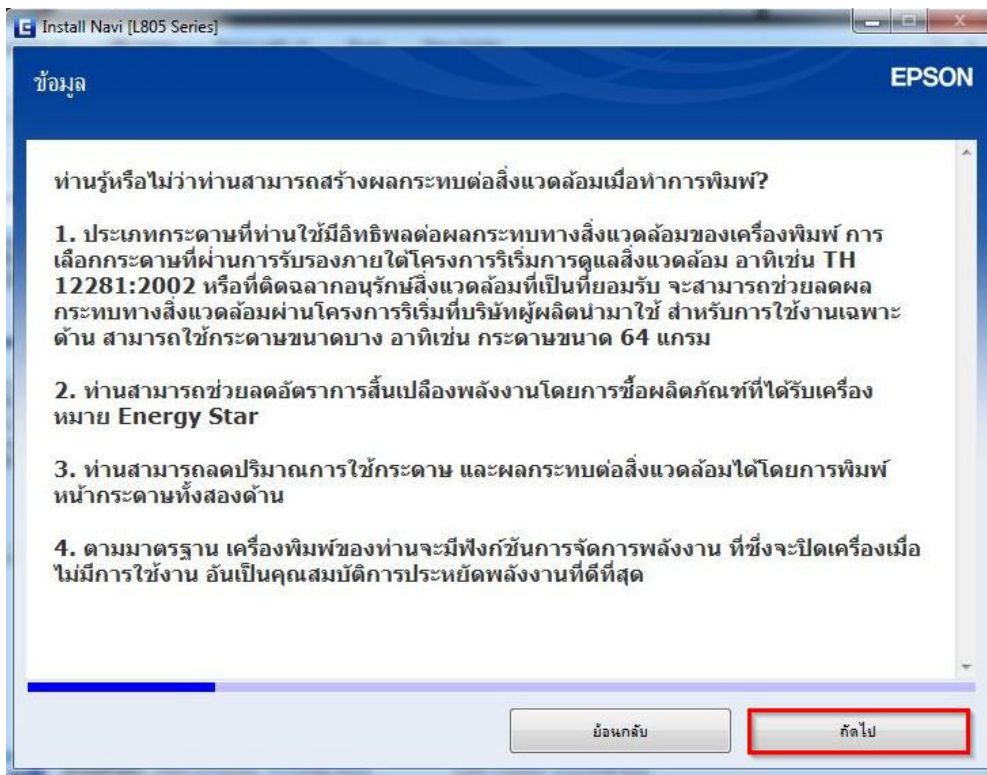 Install Navi [L805 Series]
ข้อมูล
EPSON
ท่านรู้หรือไม่ว่าท่านสามารถสร้างผลกระทบต่อสิ่งแวดล้อมเมื่อทำการพิมพ์?
1. ประเภทกระดาษที่ท่านใช้มีอิทธิพลต่อผลกระทบทางสิ่งแวดล้อมของเครื่องพิมพ์ การ
เลือกกระดาษที่ผ่านการรับรองภายใต้โครงการริเริ่มการดูแลสิ่งแวดล้อม อาทิเช่น TH
12281:2002 หรือที่ติดฉลากอนุรักษ์สิ่งแวดล้อมที่เป็นที่ยอมรับ จะสามารถช่วยลดผล
กระทบทางสิ่งแวดล้อมผ่านโครงการริเริ่มที่บริษัทผู้ผลิตนำมาใช้ สำหรับการใช้งานเฉพาะ
ด้าน สามารถใช้กระดาษขนาดบาง อาทิเช่น กระดาษขนาด 64 แกรม
2. ท่านสามารถช่วยลดอัตราการสิ้นเปลืองพลังงานโดยการซื้อผลิตภัณฑ์ที่ได้รับเครื่อง
หมาย Energy Star
3. ท่านสามารถลดปริมาณการใช้กระดาษ และผลกระทบต่อสิ่งแวดล้อมได้โดยการพิมพ์
หน้ากระดาษทั้งสองด้าน
4. ตามมาตรฐาน เครื่องพิมพ์ของท่านจะมีฟังก์ชันการจัดการพลังงาน ที่ซึ่งจะปิดเครื่องเมื่อ
ไม่มีการใช้งาน อันเป็นคุณสมบัติการประหยัดพลังงานที่ดีที่สุด
ย้อนกลับ
ถัดไป